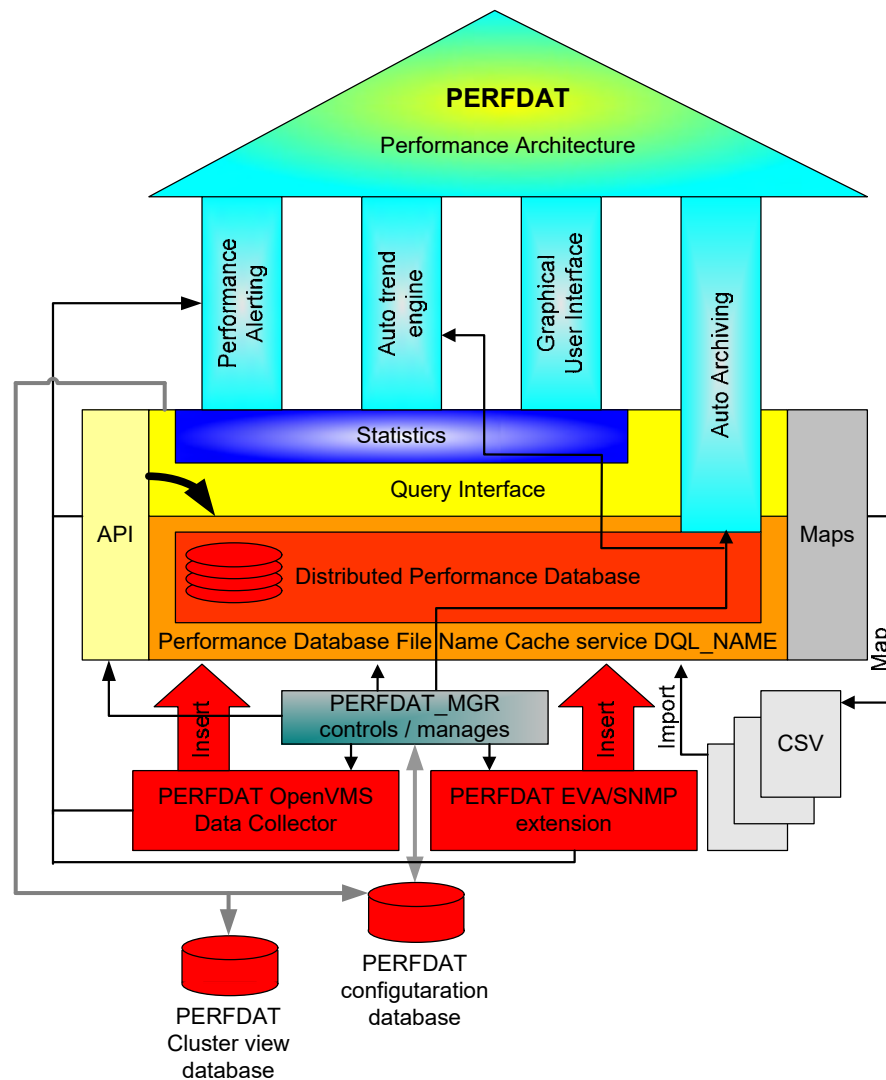 PERFDAT
Performance Architecture
Performance
Alerting
Auto trend
engine
Graphical
User Interface
Auto Archiving
Statistics
Query Interface
API
Maps
Distributed Performance Database
Performance Database File Name Cache service DQL_NAME
Map
Insert
PERFDAT_MGR
controls / manages
Insert
Import
CSV
PERFDAT OpenVMS
Data Collector
PERFDAT EVA/SNMP
extension
PERFDAT
configutaration
database
PERFDAT
Cluster view
database